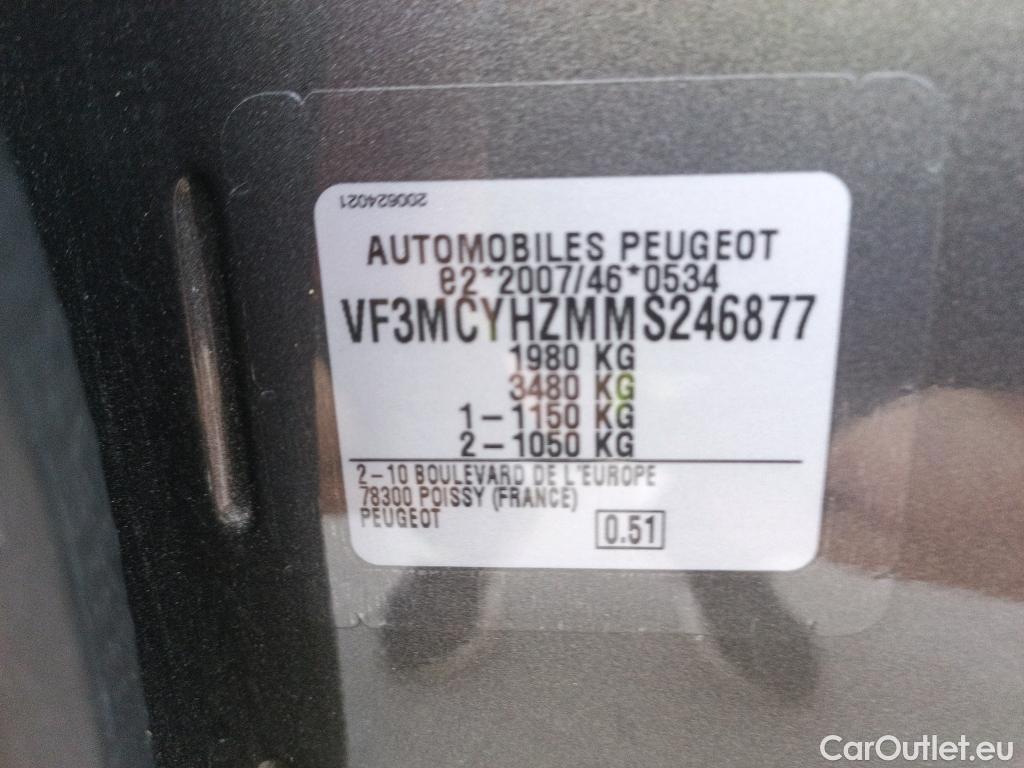 200624021
AUTOMOBILES PEUGEOT
e2*2007/46*0534
VF3MCYHZMMS246877
1980 KG
3480 KG
1-1150 KG
2-1050 KG
2-10 BOULEVARD DE L'EUROPE
78300 POISSY (FRANCE)
PEUGEOT
0.51
CarOutlet.eu